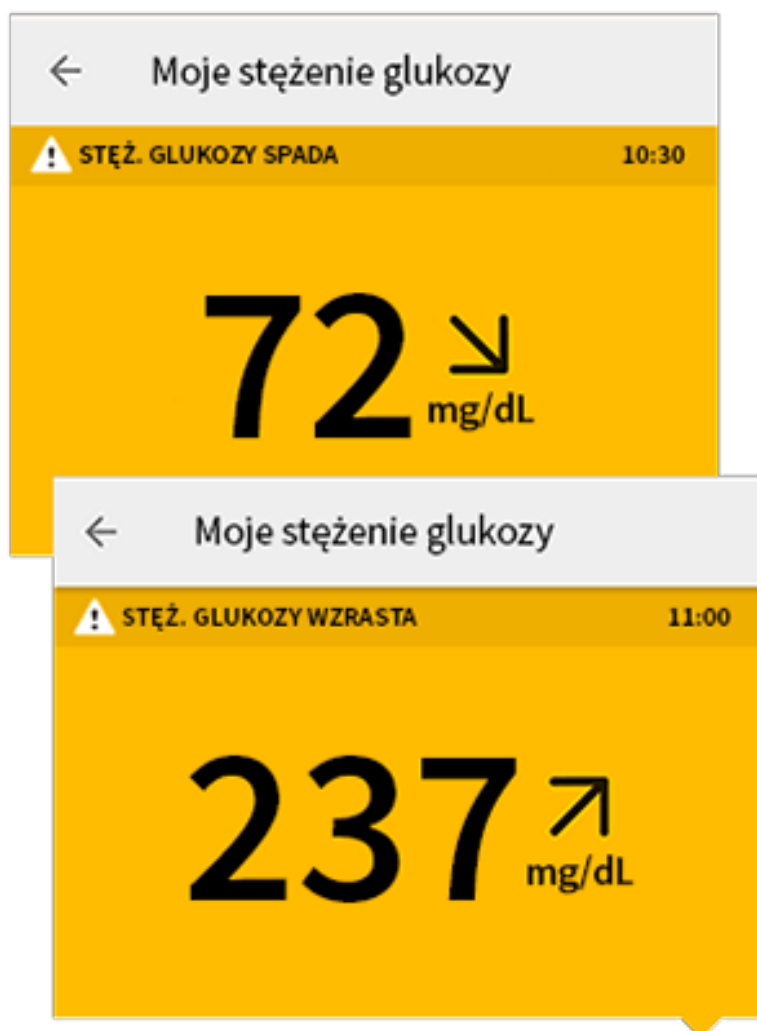 Moje stężenie glukozy
STĘŻ. GLUKOZY SPADA 10:30
72 mg/dL
Moje stężenie glukozy
STĘŻ. GLUKOZY WZRASTA 11:00
237 mg/dL